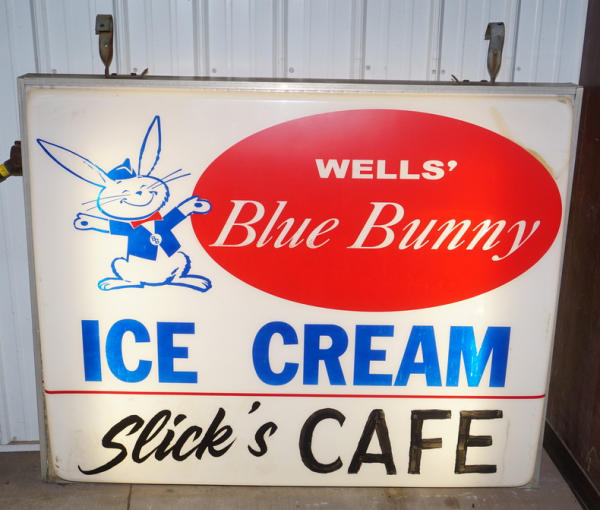 WELLS'
Blue Bunny
ICE CREAM
Slick's CAFE